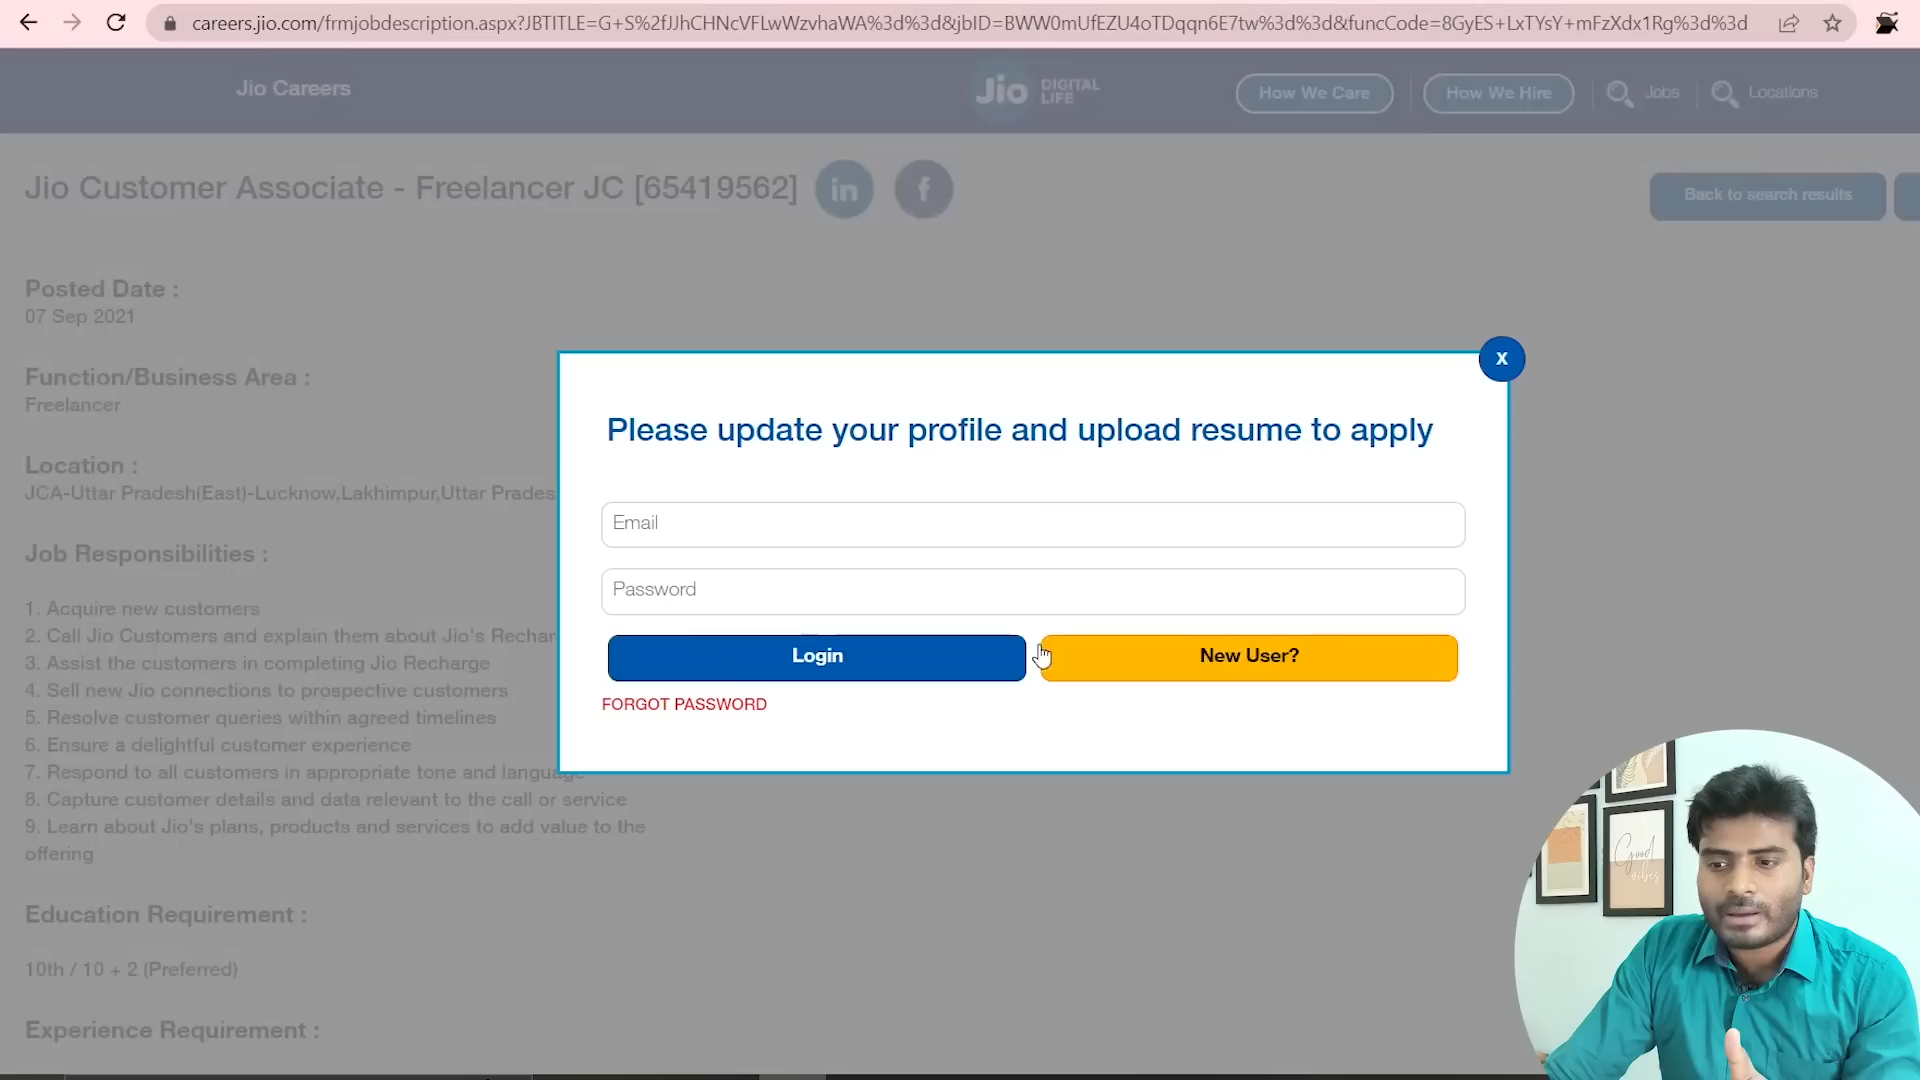 careers.jio.com/frmjobdescription.aspx?JBTITLE=G+S%2fJJhCHNcVFLwWzvhaWA%3d%3d&jbID=BWW0mUfEZU4oTDqqn6E7tw%3d%3d&funcCode=8GyES+LxTYsY+mFzXdx1Rg%3d%3d
Jio Careers
Jio DIGITAL LIFE
How We Care
How We Hire
Jobs
Locations
Jio Customer Associate - Freelancer JC [65419562]
in
f
Back to search results
Posted Date :
07 Sep 2021
Function/Business Area :
Freelancer
Location :
JCA-Uttar Pradesh(East)-Lucknow,Lakhimpur,Uttar Prades
Job Responsibilities :
1. Acquire new customers
2. Call Jio Customers and explain them about Jio's Rechar
3. Assist the customers in completing Jio Recharge
4. Sell new Jio connections to prospective customers
5. Resolve customer queries within agreed timelines
6. Ensure a delightful customer experience
7. Respond to all customers in appropriate tone and language
8. Capture customer details and data relevant to the call or service
9. Learn about Jio's plans, products and services to add value to the
offering
Education Requirement :
10th / 10 + 2 (Preferred)
Experience Requirement :
X
Please update your profile and upload resume to apply
Email
Password
Login
New User?
FORGOT PASSWORD
Good
vibes